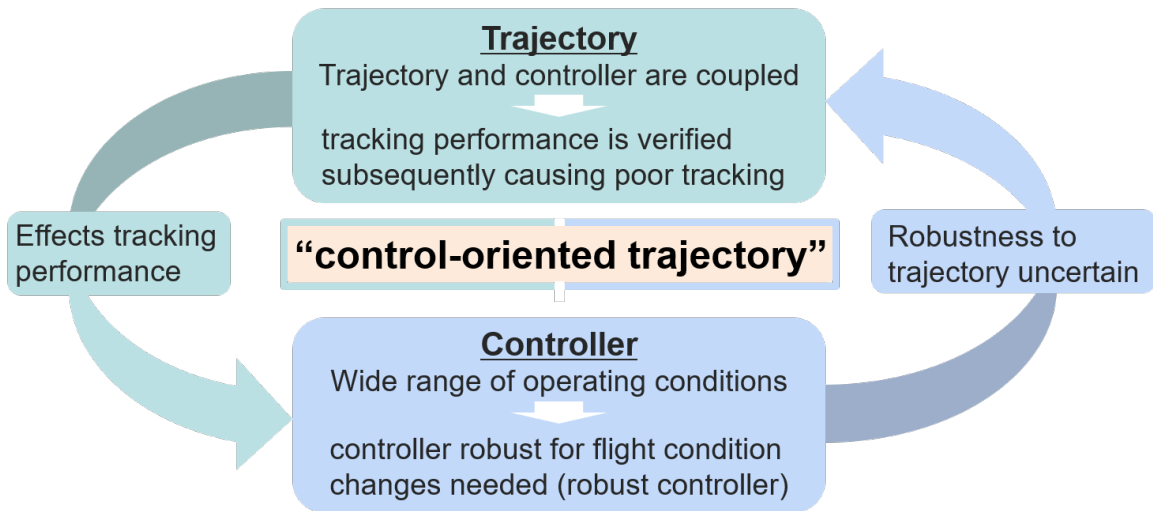 Trajectory
Trajectory and controller are coupled
tracking performance is verified
subsequently causing poor tracking
Effects tracking
performance
“control-oriented trajectory”
Robustness to
trajectory uncertain
Controller
Wide range of operating conditions
controller robust for flight condition
changes needed (robust controller)